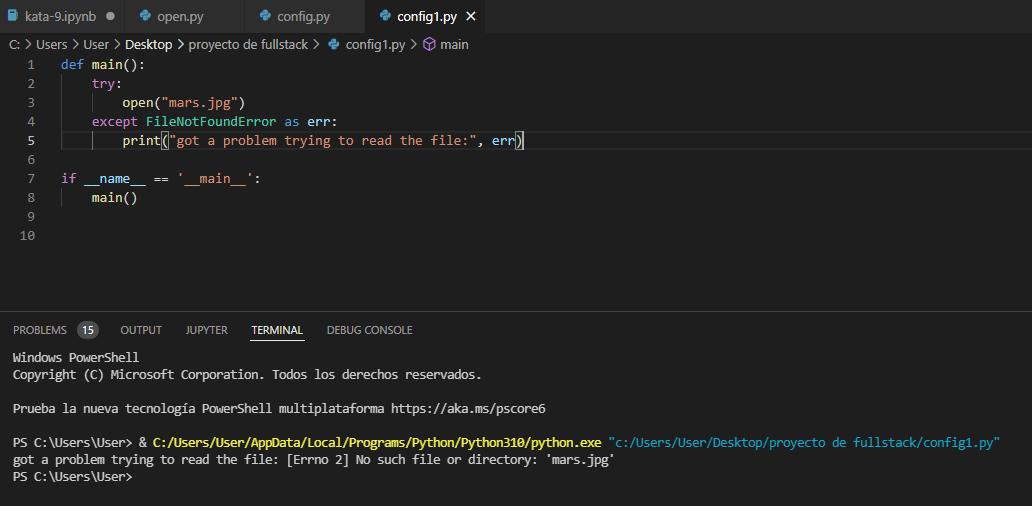 kata-9.ipynb open.py config.py config1.py
C: > Users > User > Desktop > proyecto de fullstack > config1.py > main
1 def main():
2 try:
3 open("mars.jpg")
4 except FileNotFoundError as err:
5 print("got a problem trying to read the file:", err)
6
7 if __name__ == '__main__':
8 main()
9
10
PROBLEMS 15 OUTPUT JUPYTER TERMINAL DEBUG CONSOLE
Windows PowerShell
Copyright (C) Microsoft Corporation. Todos los derechos reservados.
Prueba la nueva tecnología PowerShell multiplataforma https://aka.ms/pscore6
PS C:\Users\User> & C:/Users/User/AppData/Local/Programs/Python/Python310/python.exe "c:/Users/User/Desktop/proyecto de fullstack/config1.py"
got a problem trying to read the file: [Errno 2] No such file or directory: 'mars.jpg'
PS C:\Users\User>